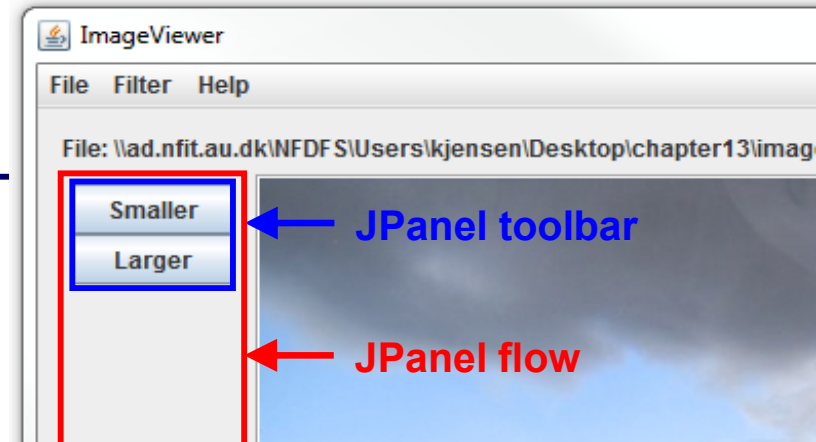 ImageViewer
File Filter Help
File: \\ad.nfit.au.dk\NFDFS\Users\kjensen\Desktop\chapter13\imag
Smaller
JPanel toolbar
Larger
JPanel flow